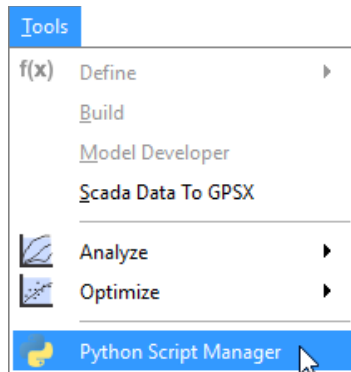 Tools
f(x) Define
Build
Model Developer
Scada Data To GPSX
Analyze
Optimize
Python Script Manager